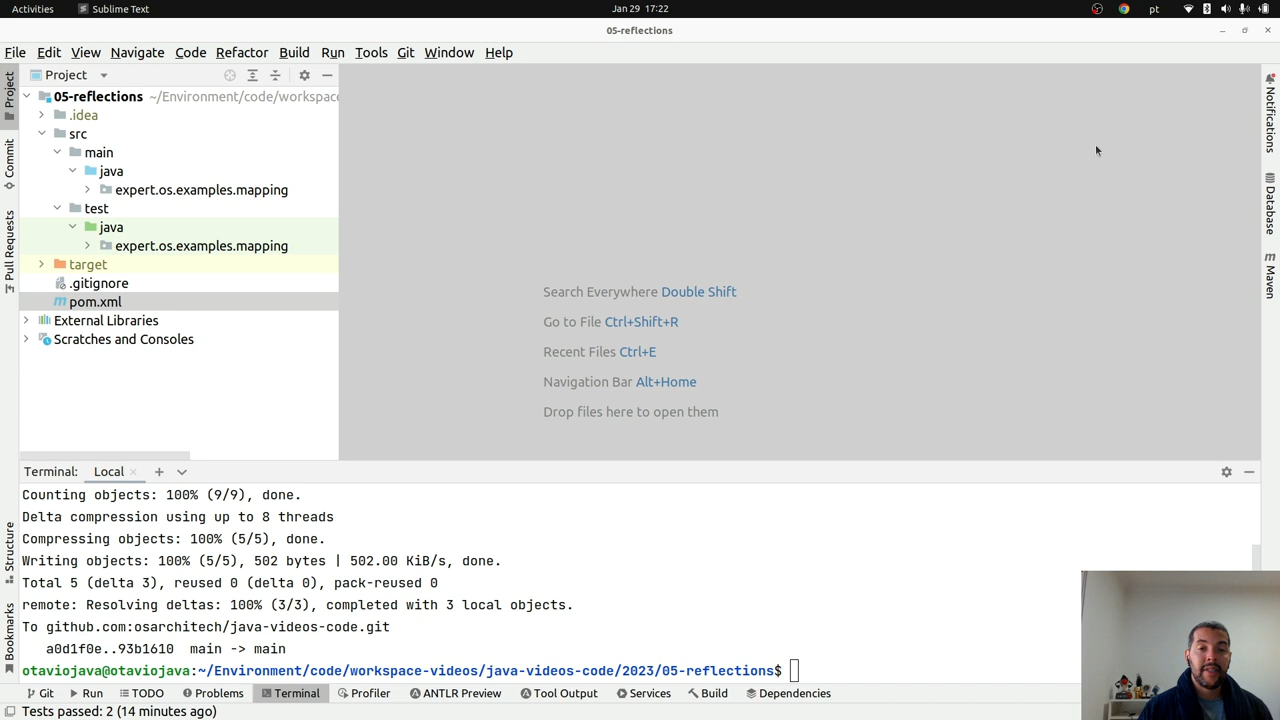 Activities
Sublime Text
Jan 29 17:22
pt
05-reflections
File Edit View Navigate Code Refactor Build Run Tools Git Window Help
Project
Project
Commit
Pull Requests
Structure
Bookmarks
05-reflections ~/Environment/code/workspace
.idea
src
main
java
expert.os.examples.mapping
test
java
expert.os.examples.mapping
target
.gitignore
pom.xml
External Libraries
Scratches and Consoles
Search Everywhere Double Shift
Go to File Ctrl+Shift+R
Recent Files Ctrl+E
Navigation Bar Alt+Home
Drop files here to open them
Notifications
Database
Maven
Terminal: Local
Counting objects: 100% (9/9), done.
Delta compression using up to 8 threads
Compressing objects: 100% (5/5), done.
Writing objects: 100% (5/5), 502 bytes | 502.00 KiB/s, done.
Total 5 (delta 3), reused 0 (delta 0), pack-reused 0
remote: Resolving deltas: 100% (3/3), completed with 3 local objects.
To github.com:osarchitech/java-videos-code.git
a0d1f0e..93b1610 main -> main
otaviojava@otaviojava:~/Environment/code/workspace-videos/java-videos-code/2023/05-reflections$
Git Run TODO Problems Terminal Profiler ANTLR Preview Tool Output Services Build Dependencies
Tests passed: 2 (14 minutes ago)